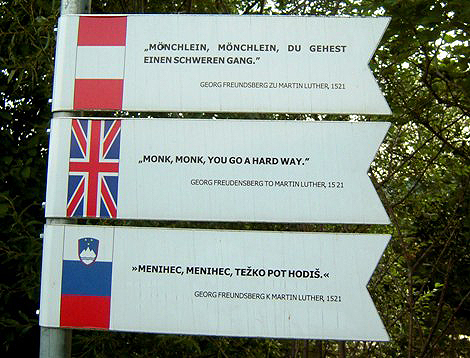 „MÖNCHLEIN, MÖNCHLEIN, DU GEHEST
EINEN SCHWEREN GANG.”
GEORG FREUNDSBERG ZU MARTIN LUTHER, 1521
„MONK, MONK, YOU GO A HARD WAY.”
GEORG FREUDENSBERG TO MARTIN LUTHER, 15 21
»MENIHEC, MENIHEC, TEŽKO POT HODIŠ.«
GEORG FREUNDSBERG K MARTIN LUTHER, 1521